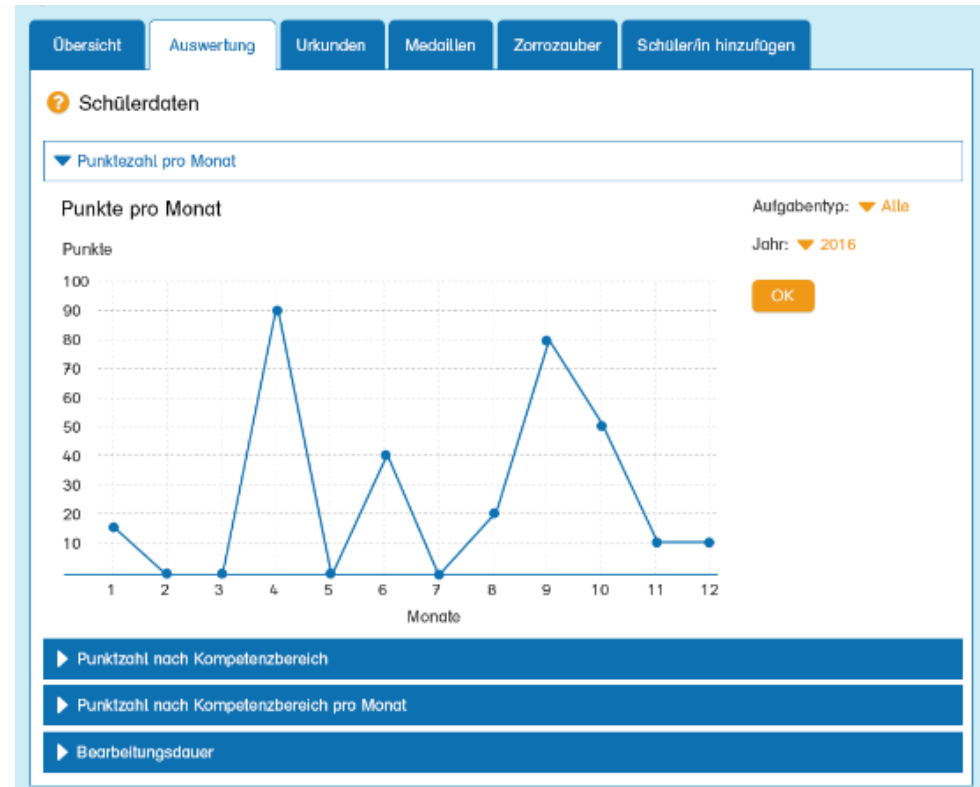 Übersicht Auswertung Urkunden Medaillen Zorrozauber Schüler/in hinzufügen
? Schülerdaten
Punktezahl pro Monat
Punkte pro Monat
Aufgabentyp: Alle
Jahr: 2016
OK
Punkte
100
90
80
70
60
50
40
30
20
10
1 2 3 4 5 6 7 8 9 10 11 12
Monate
Punktzahl nach Kompetenzbereich
Punktzahl nach Kompetenzbereich pro Monat
Bearbeitungsdauer